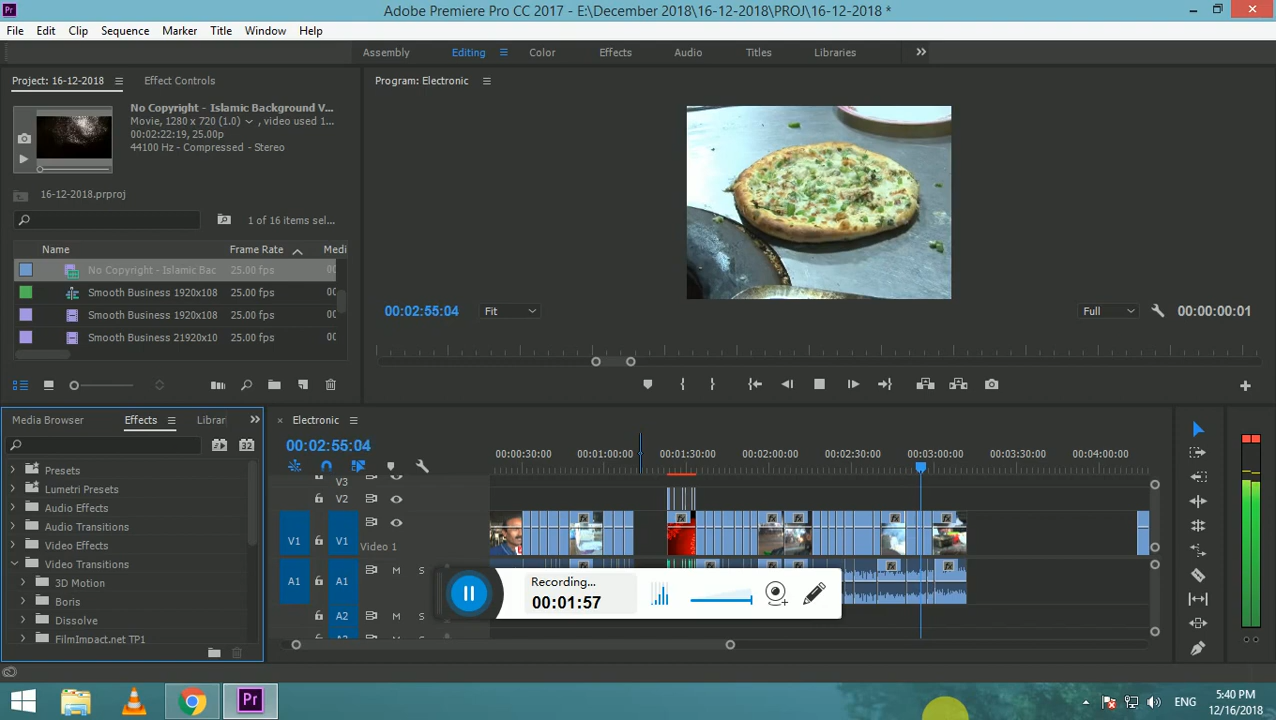 Adobe Premiere Pro CC 2017 - E:\December 2018\16-12-2018\PROJ\16-12-2018 *
File Edit Clip Sequence Marker Title Window Help
Assembly Editing Color Effects Audio Titles Libraries
Project: 16-12-2018 Effect Controls
Program: Electronic
No Copyright - Islamic Background V...
Movie, 1280 x 720 (1.0) , video used 1...
00:02:22:19, 25.00p
44100 Hz - Compressed - Stereo
16-12-2018.prproj
1 of 16 items sel...
Name Frame Rate Medi
No Copyright - Islamic Bac 25.00 fps 00
Smooth Business 1920x108 25.00 fps 00
Smooth Business 1920x108 25.00 fps 00
Smooth Business 21920x10 25.00 fps 00
00:02:55:04 Fit Full 00:00:00:01
Media Browser Effects Librar
Presets
Lumetri Presets
Audio Effects
Audio Transitions
Video Effects
Video Transitions
3D Motion
Boris
Dissolve
FilmImpact.net TP1
Electronic
00:02:55:04
00:00:30:00 00:01:00:00 00:01:30:00 00:02:00:00 00:02:30:00 00:03:00:00 00:03:30:00 00:04:00:00
V3
V2
V1 V1 Video 1
A1 A1 M S
A2 M S
Recording...
00:01:57
Pr
ENG
5:40 PM
12/16/2018